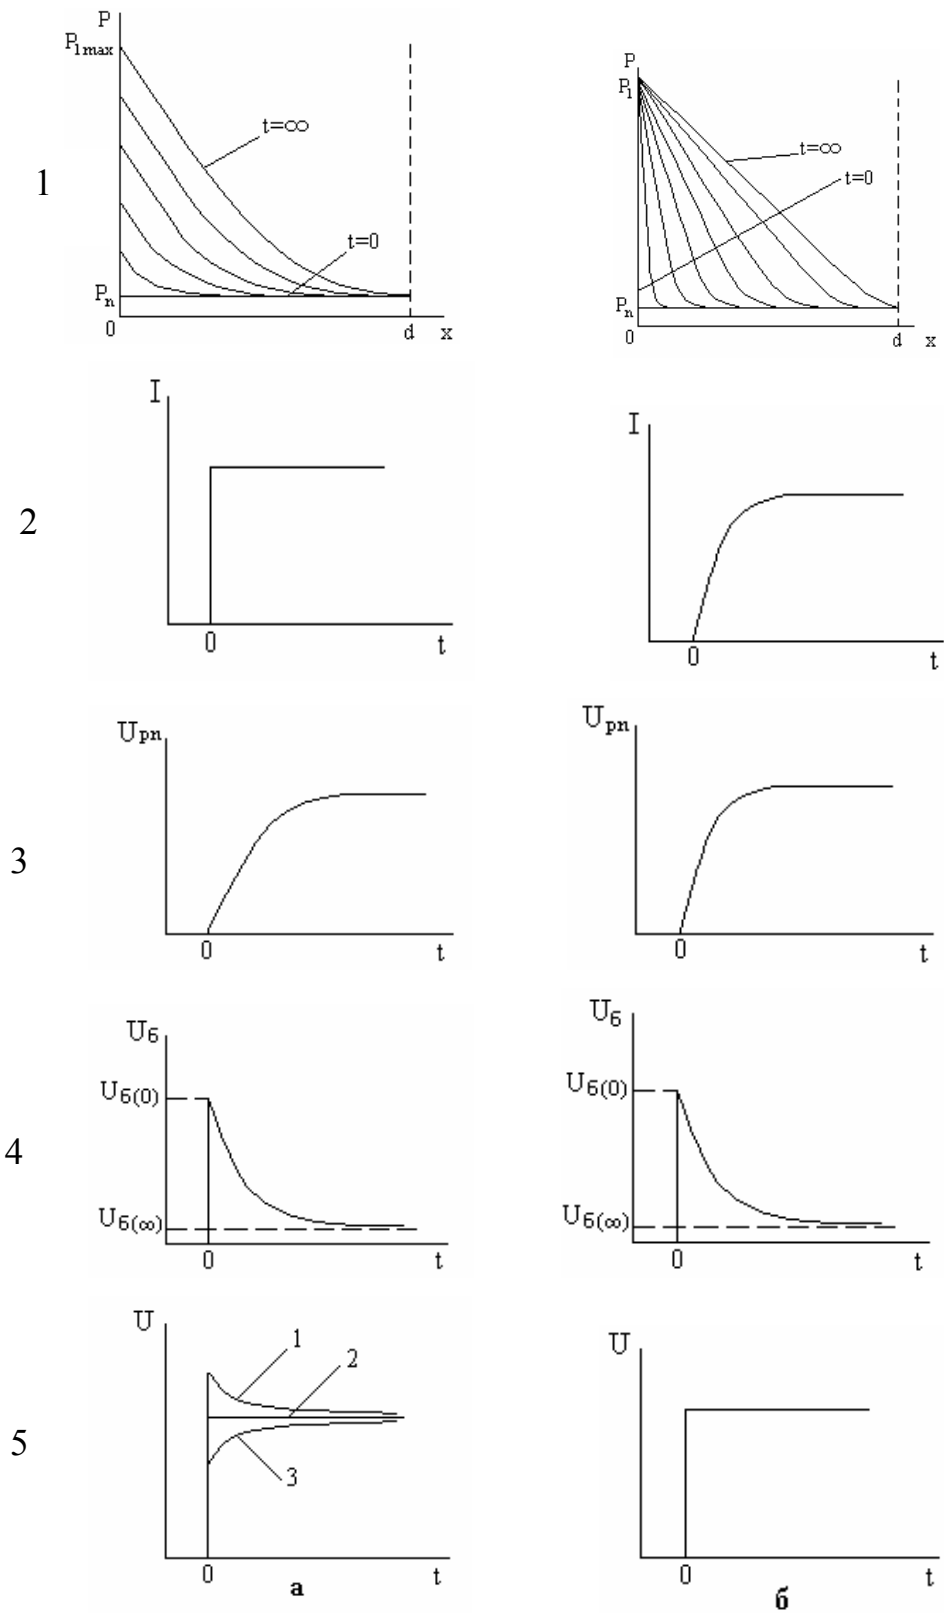 P
P1max
t=∞
t=0
Pn
0
d
x
P
P1
t=∞
t=0
Pn
0
d
x
1
I
0
t
I
0
t
2
Upn
0
t
Upn
0
t
3
Uб
Uб(0)
Uб(∞)
0
t
Uб
Uб(0)
Uб(∞)
0
t
4
U
1
2
3
0
t
а
U
0
t
б
5